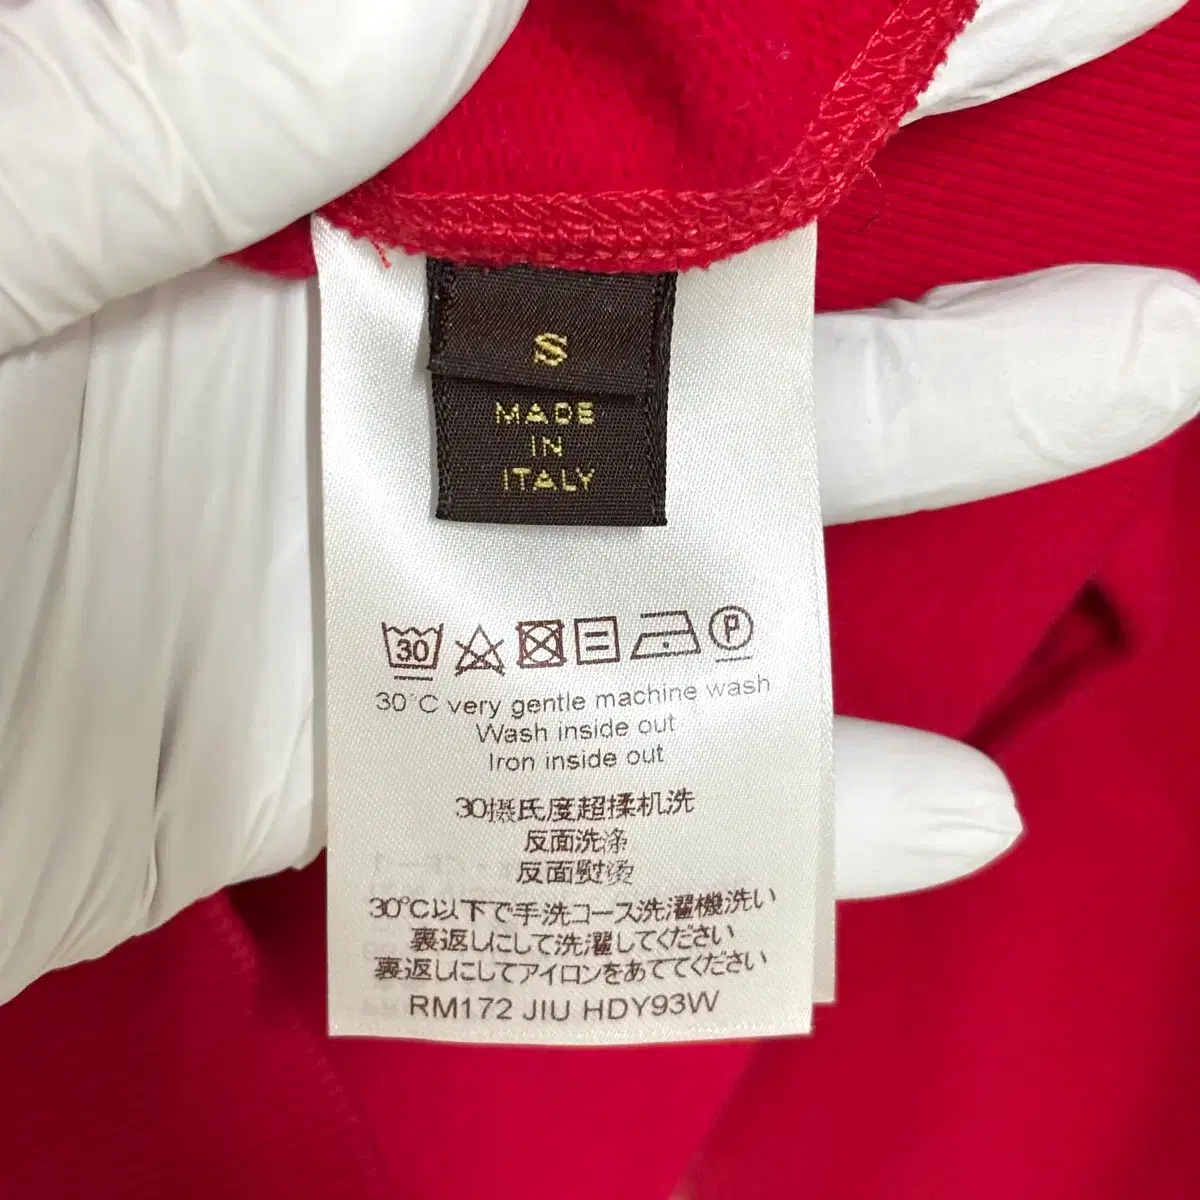 S
MADE
IN
ITALY
30 P
30°C very gentle machine wash
Wash inside out
Iron inside out
30摄氏度超揉机洗
反面洗涤
反面熨烫
30℃以下で手洗コース洗濯機洗い
裏返しにして洗濯してください
裏返しにしてアイロンをあててください
RM172 JIU HDY93W